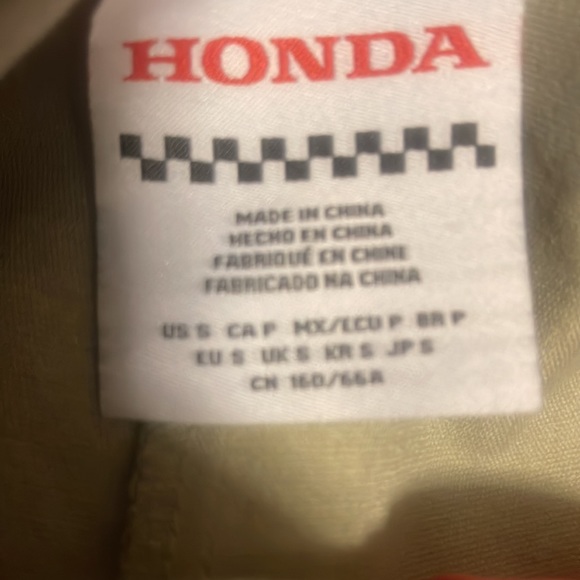 HONDA
MADE IN CHINA
HECHO EN CHINA
FABRIQUÉ EN CHINE
FABRICADO NA CHINA
US S CA P MX/ECU P BR P
EU S UK S KR S JP S
CN 160/66A